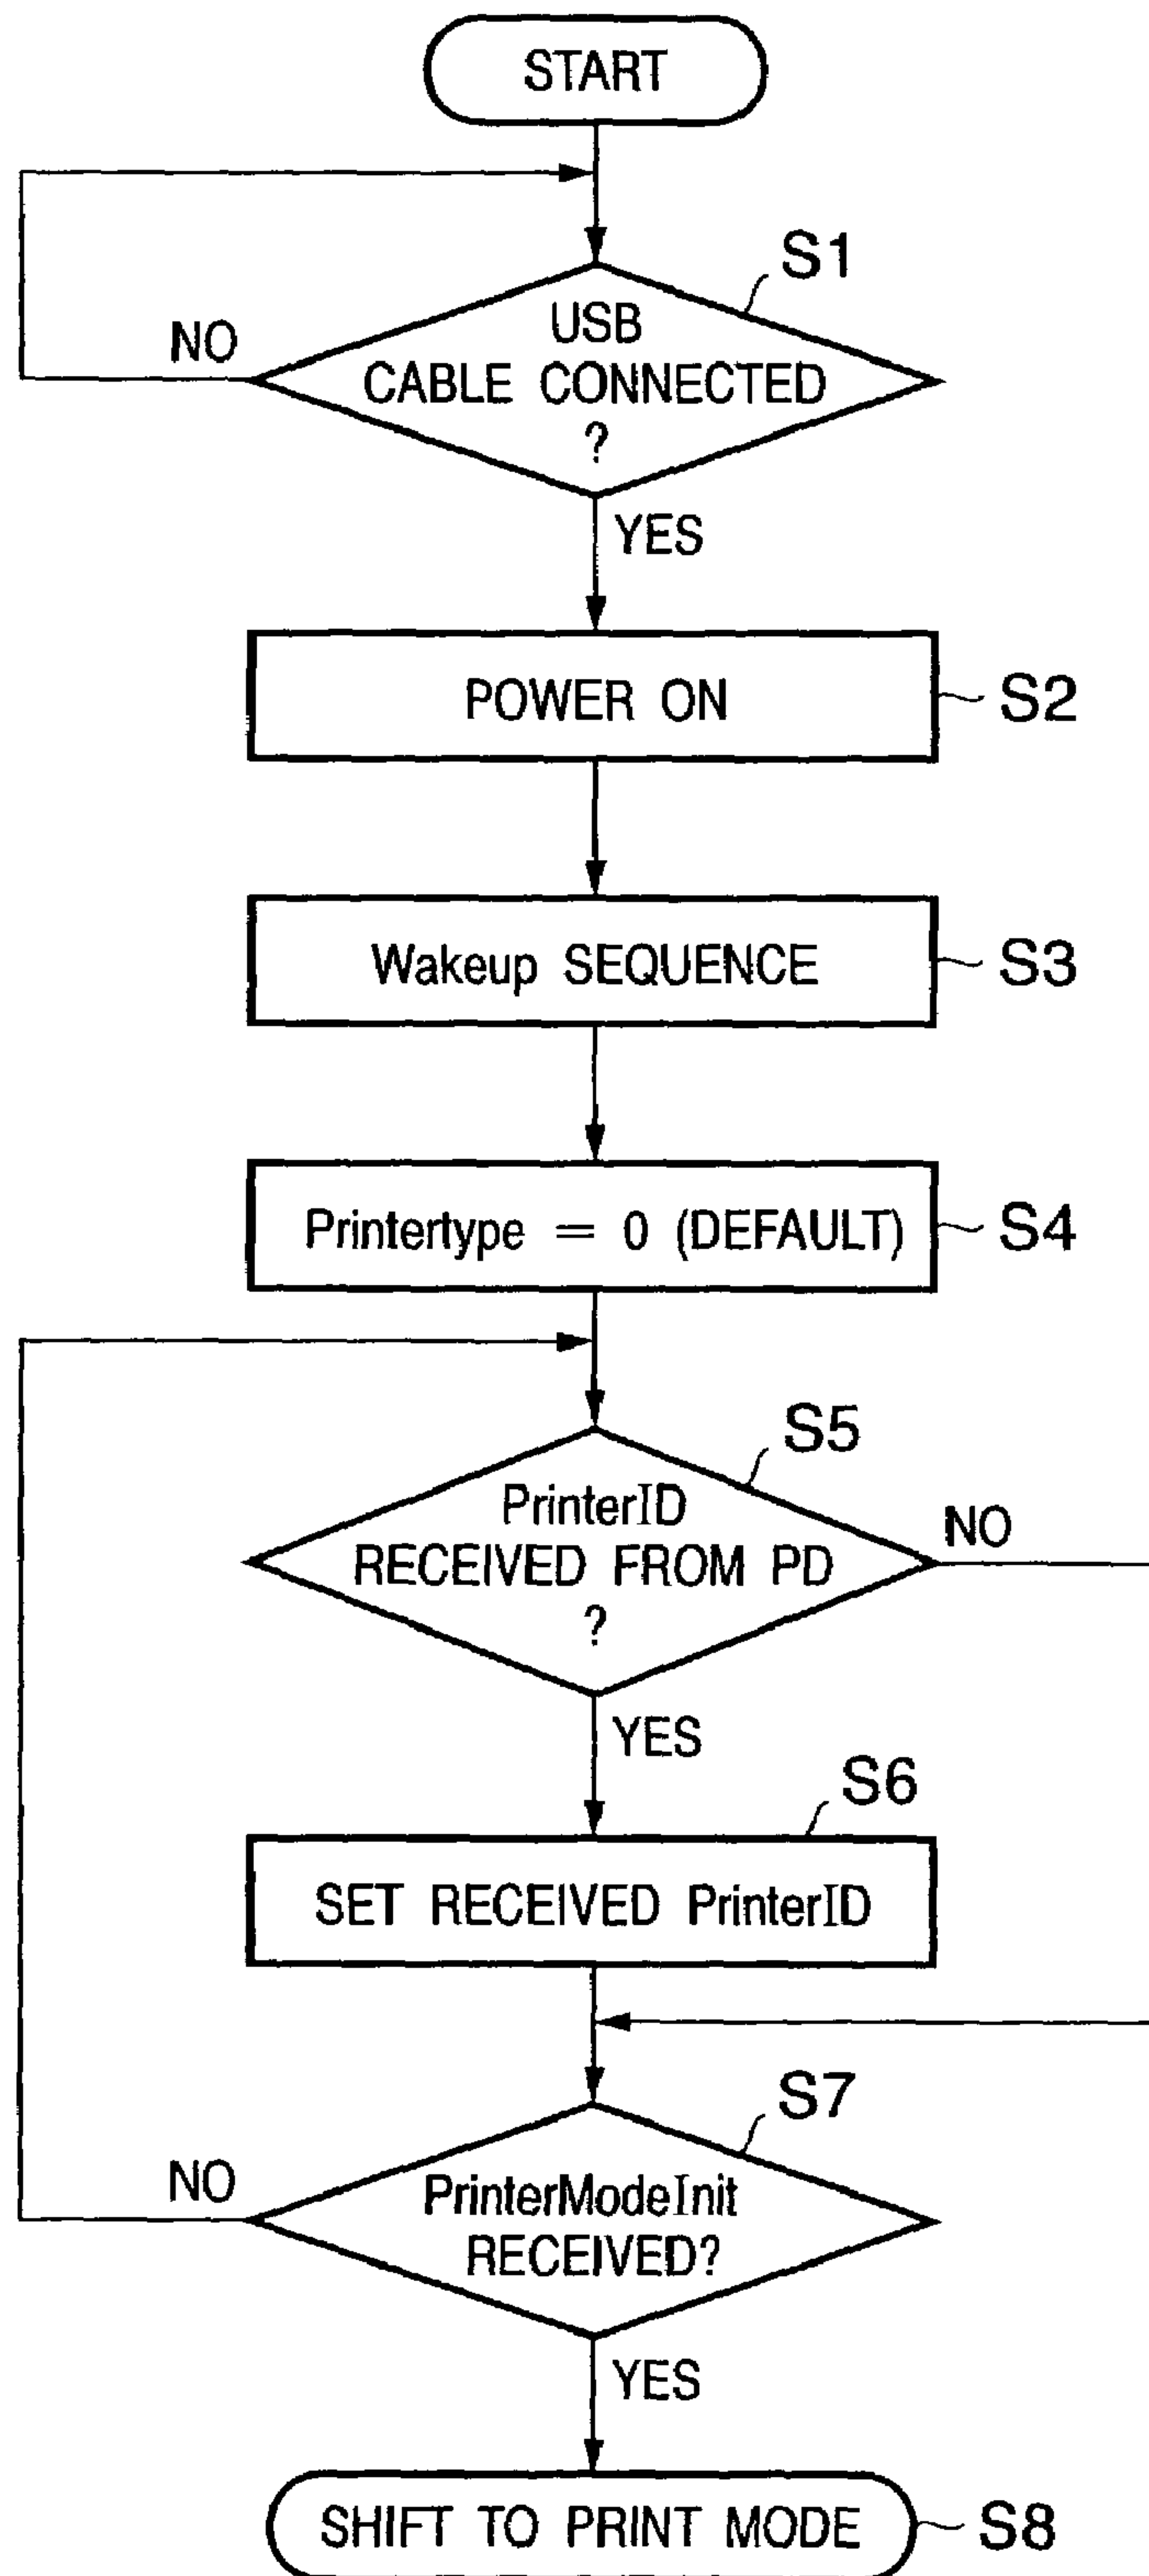 START
S1
USB
CABLE CONNECTED
?
NO
YES
POWER ON
S2
Wakeup SEQUENCE
S3
Printertype = 0 (DEFAULT)
S4
S5
PrinterID
RECEIVED FROM PD
?
NO
YES
S6
SET RECEIVED PrinterID
S7
NO
PrinterModeInit
RECEIVED?
YES
SHIFT TO PRINT MODE
S8